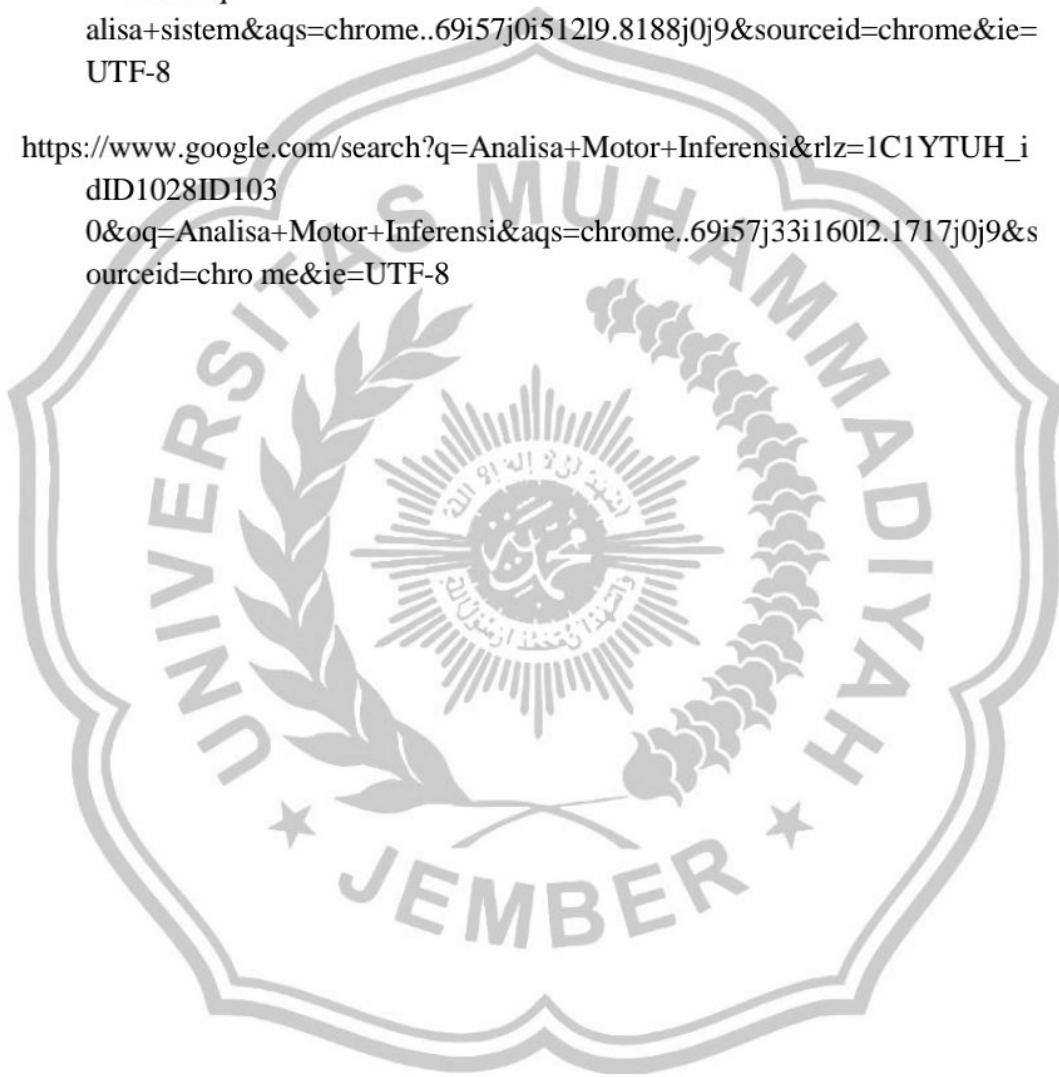 alisa+sistem&aqs=chrome..69i57j0i512l9.8188j0j9&sourceid=chrome&ie=
UTF-8
https://www.google.com/search?q=Analisa+Motor+Inferensi&rlz=1C1YTUH_i
dID1028ID103
0&oq=Analisa+Motor+Inferensi&aqs=chrome..69i57j33i160l2.1717j0j9&s
ourceid=chro me&ie=UTF-8
UNIVERSITAS MUHAMMADIYAH
JEMBER